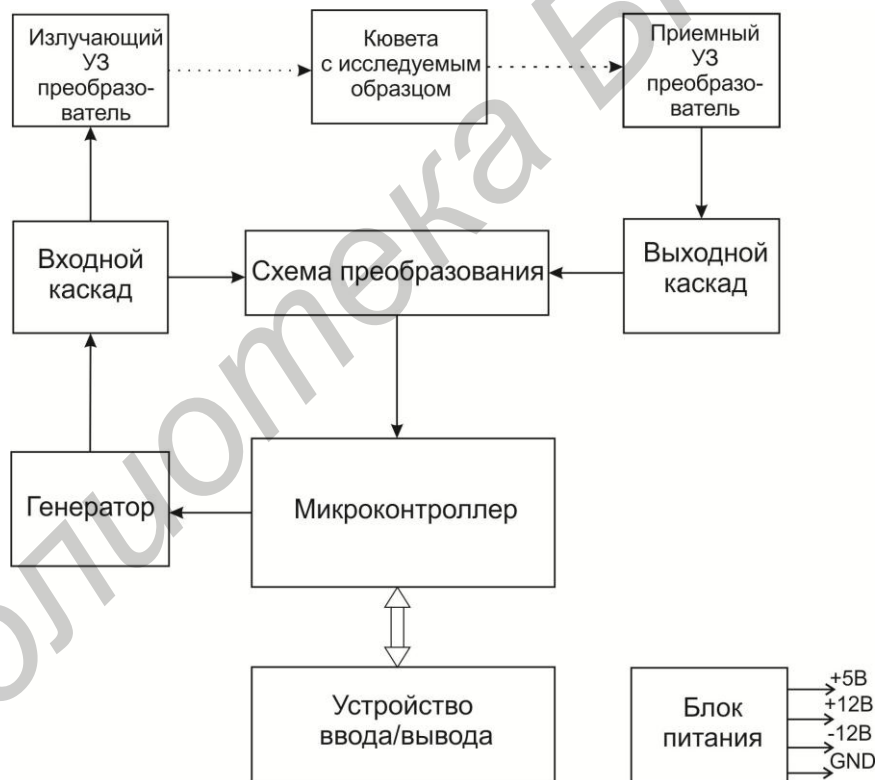 Излучающий
УЗ
преобразо-
ватель
Кювета
с исследуемым
образцом
Приемный
УЗ
преобразо-
ватель
Входной
каскад
Схема преобразования
Выходной
каскад
Генератор
Микроконтроллер
Устройство
ввода/вывода
Блок
питания
+5В
+12В
-12В
GND